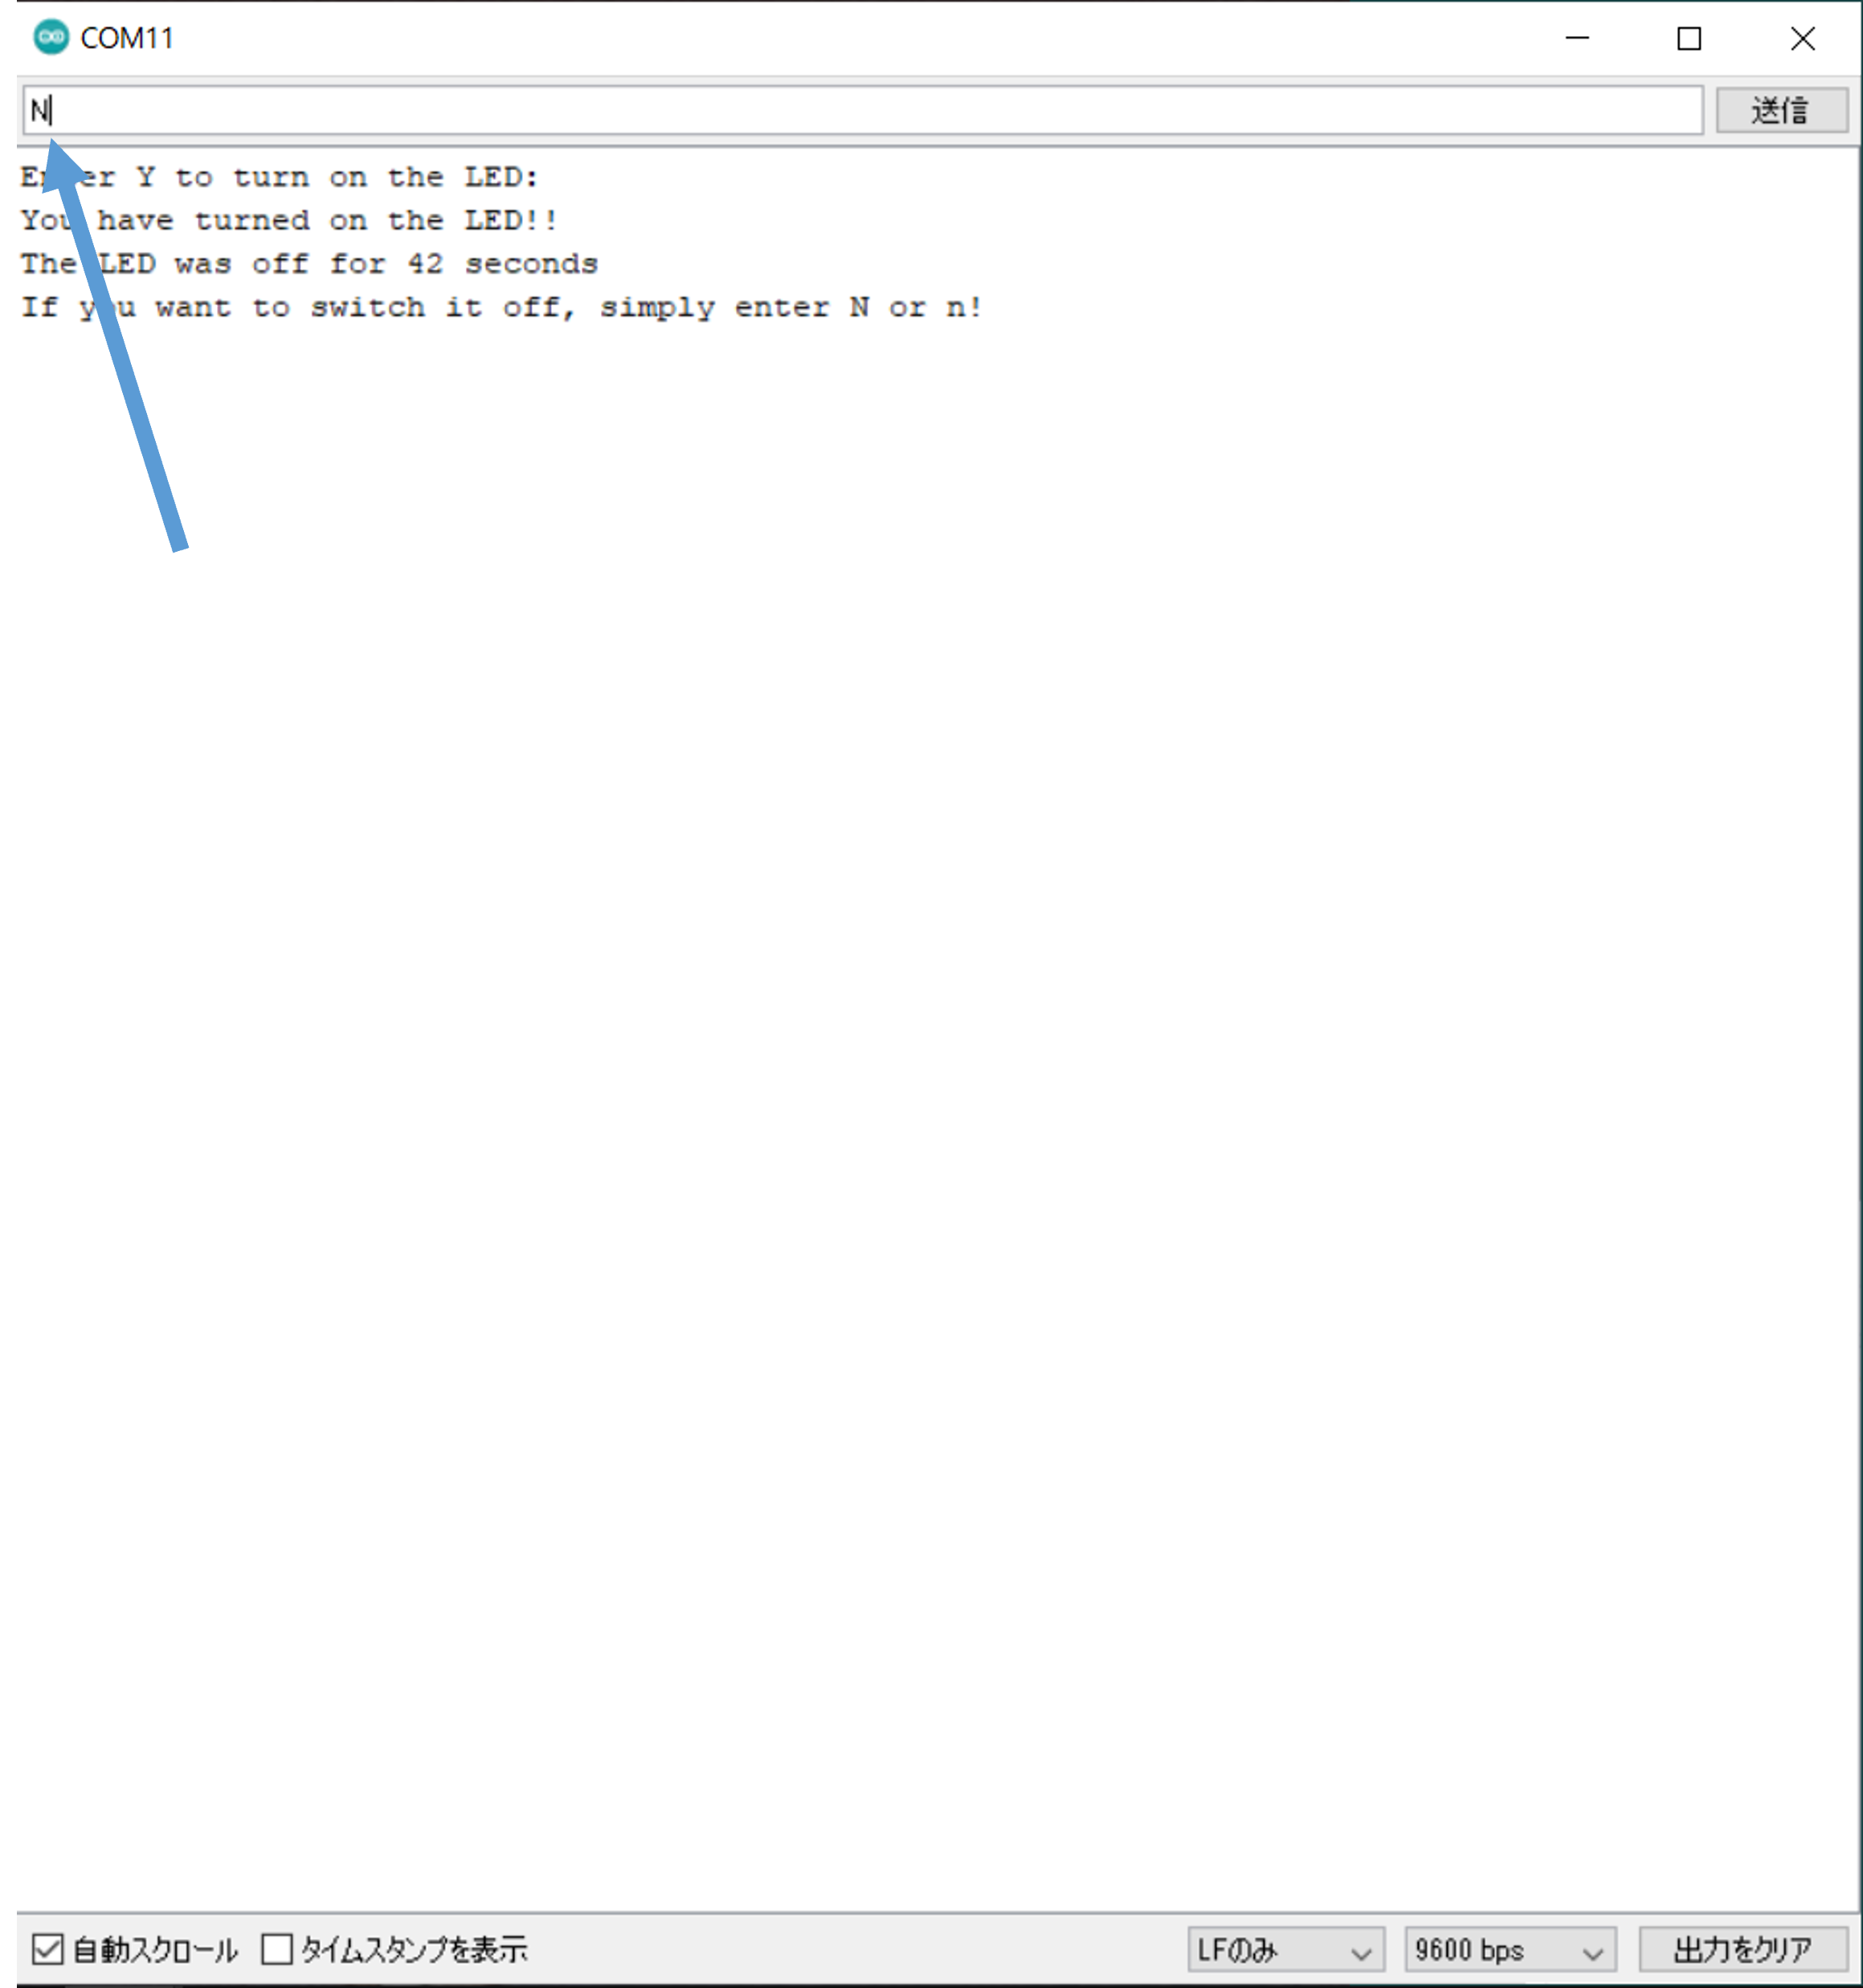 COM11
N
送信
Enter Y to turn on the LED:
You have turned on the LED!!
The LED was off for 42 seconds
If you want to switch it off, simply enter N or n!
自動スクロール タイムスタンプを表示 LFのみ 9600 bps 出力をクリア